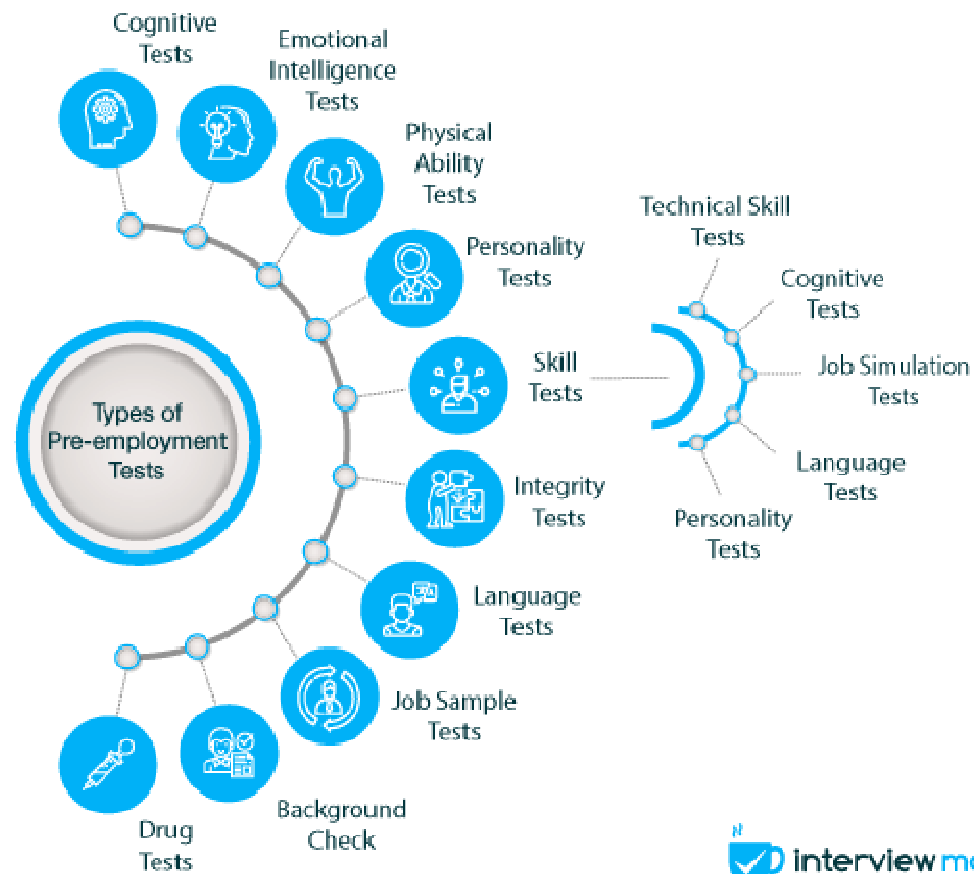 Cognitive
Tests
Emotional
Intelligence
Tests
Physical
Ability
Tests
Personality
Tests
Skill
Tests
Integrity
Tests
Language
Tests
Job Sample
Tests
Background
Check
Drug
Tests
Types of
Pre-employment
Tests
Technical Skill
Tests
Cognitive
Tests
Job Simulation
Tests
Language
Tests
Personality
Tests
interview